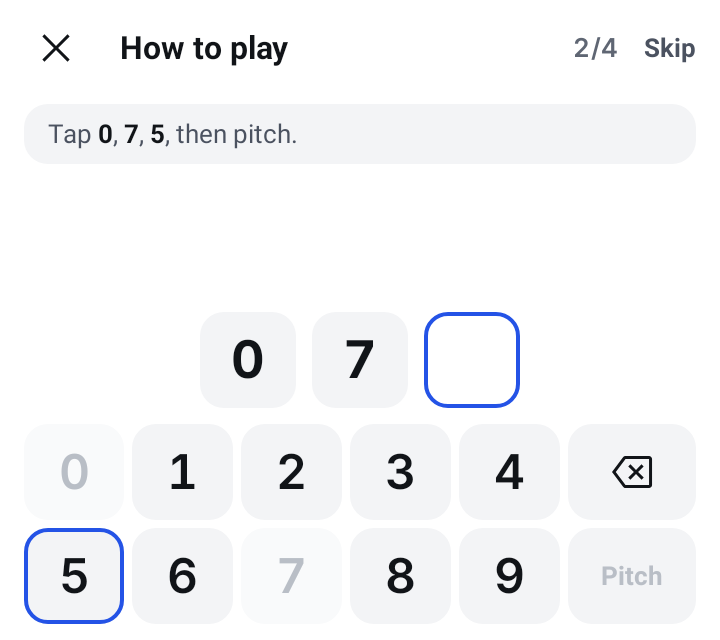 How to play 2/4 Skip
Tap 0, 7, 5, then pitch.
0 7
0 1 2 3 4
5 6 7 8 9 Pitch